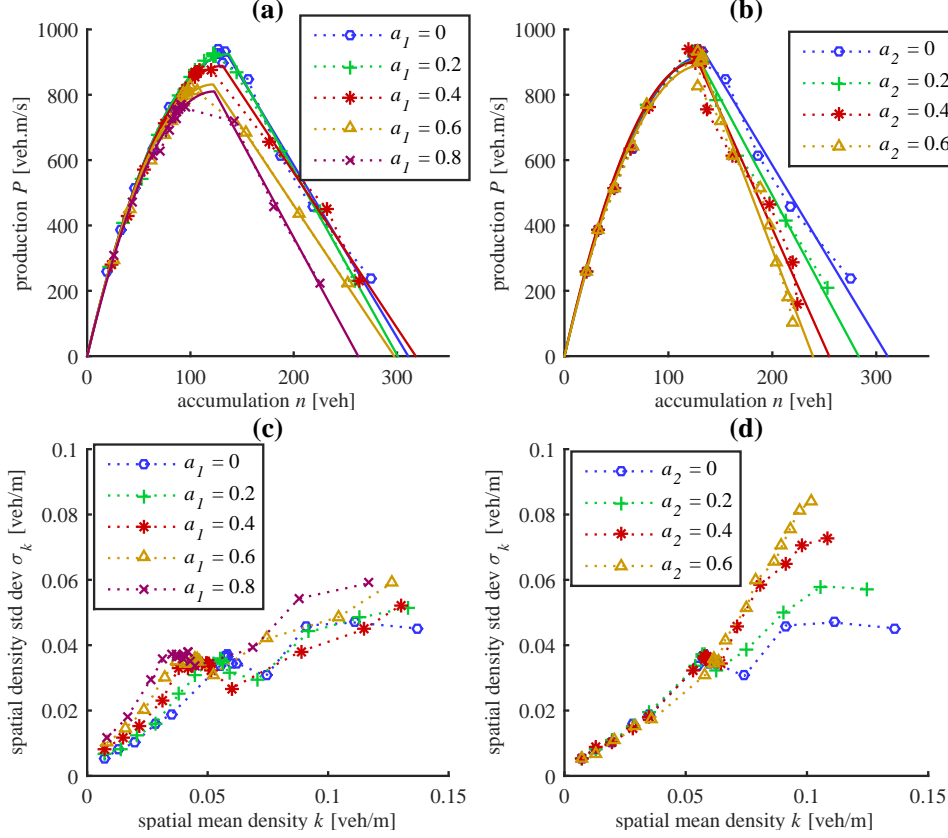 (a)
production P [veh.m/s]
1000
800
600
400
200
0
0 100 200 300
accumulation n [veh]
a1 = 0
a1 = 0.2
a1 = 0.4
a1 = 0.6
a1 = 0.8
(b)
production P [veh.m/s]
1000
800
600
400
200
0
0 100 200 300
accumulation n [veh]
a2 = 0
a2 = 0.2
a2 = 0.4
a2 = 0.6
(c)
spatial density std dev σk [veh/m]
0.1
0.08
0.06
0.04
0.02
0
0 0.05 0.1 0.15
spatial mean density k [veh/m]
a1 = 0
a1 = 0.2
a1 = 0.4
a1 = 0.6
a1 = 0.8
(d)
spatial density std dev σk [veh/m]
0.1
0.08
0.06
0.04
0.02
0
0 0.05 0.1 0.15
spatial mean density k [veh/m]
a2 = 0
a2 = 0.2
a2 = 0.4
a2 = 0.6